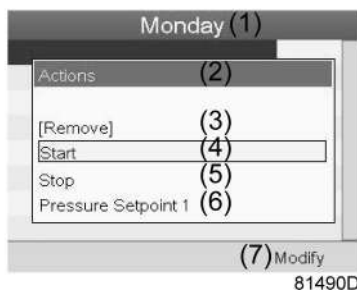 Monday (1)
Actions (2)
[Remove] (3)
Start (4)
Stop (5)
Pressure Setpoint 1 (6)
(7) Modify
81490D